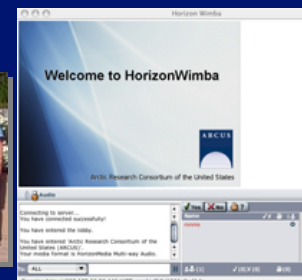 Horizon Wimba
Welcome to HorizonWimba
ARCUS
Arctic Research Consortium of the United States
Audio
Connecting to server...
You have connected successfully!
You have entered the lobby.
You have entered 'Arctic Research Consortium of the
United States (ARCUS)'.
Your media format is HorizonMedia Multi-way Audio.
Yes No ?
Name
To: ALL